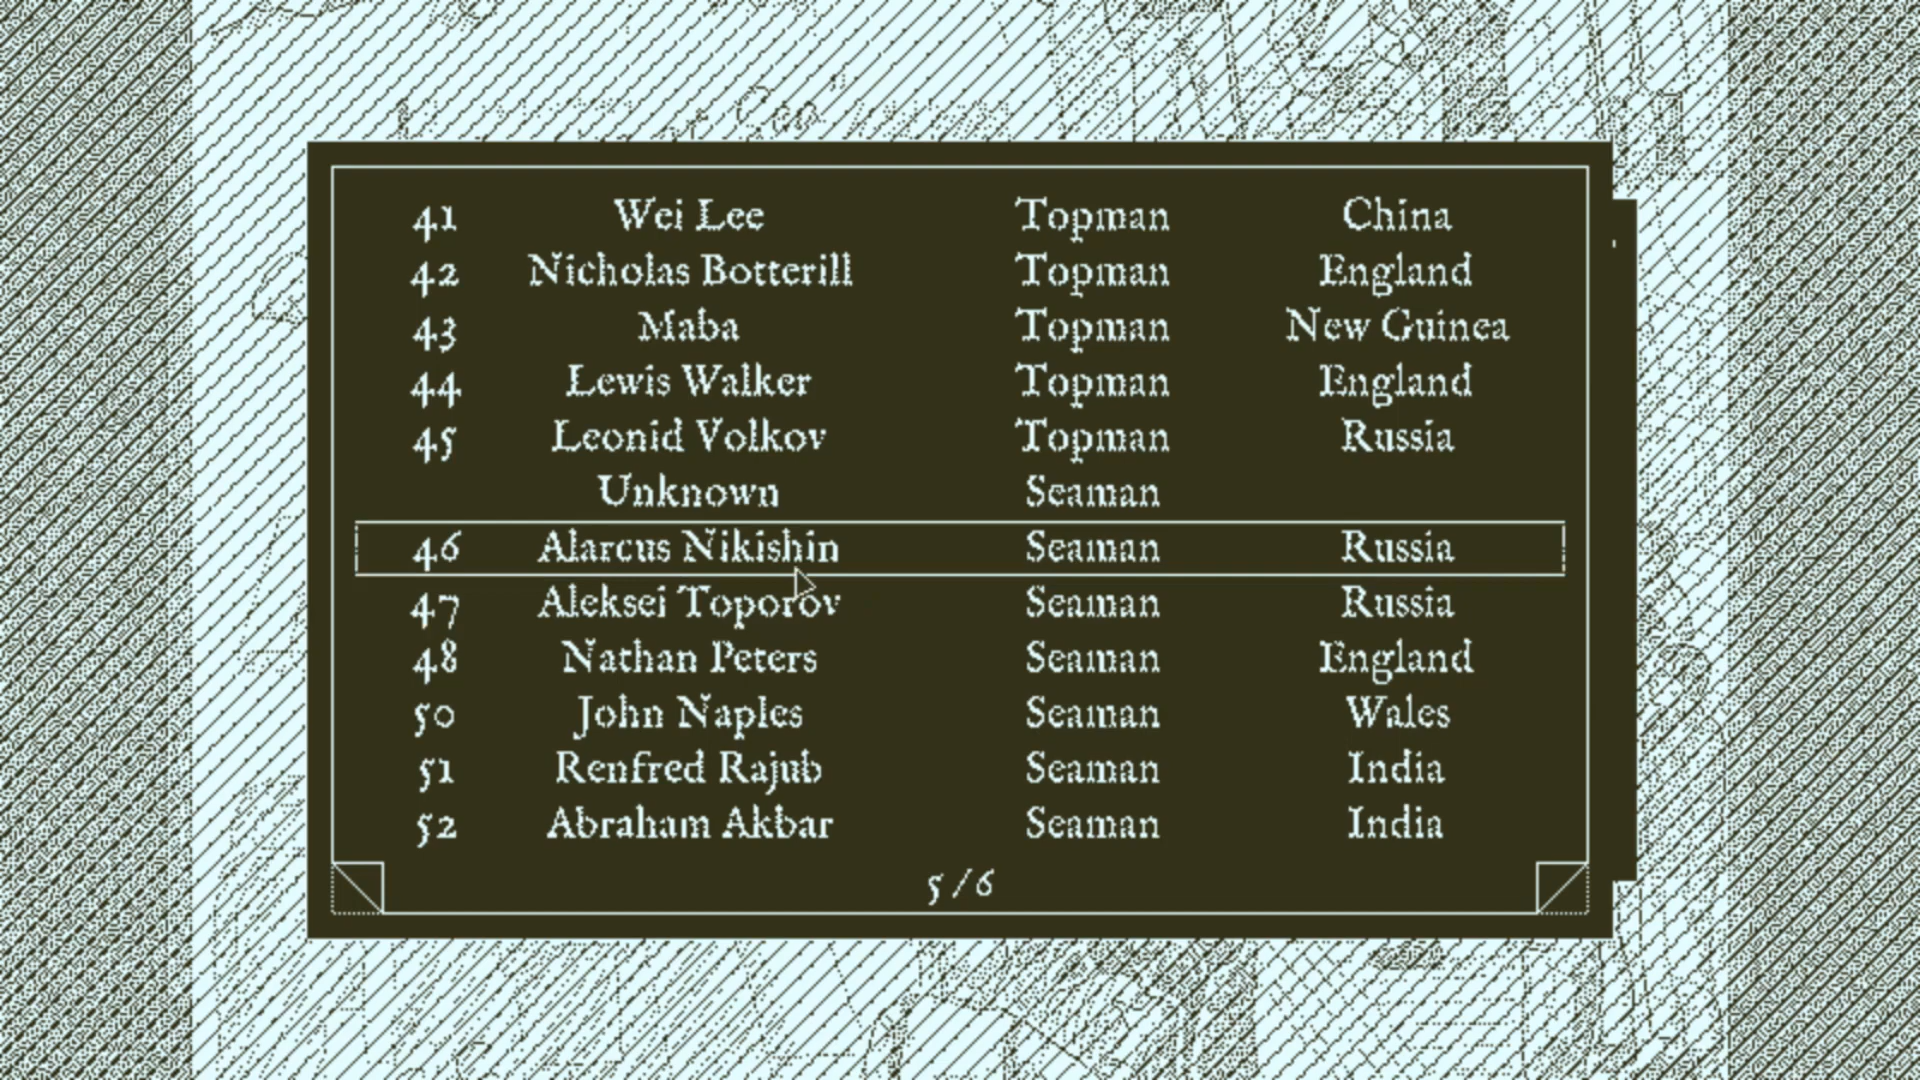 41 Wei Lee Topman China
42 Nicholas Botterill Topman England
43 Maba Topman New Guinea
44 Lewis Walker Topman England
45 Leonid Volkov Topman Russia
Unknown Seaman
46 Alarcus Nikishin Seaman Russia
47 Aleksei Toporov Seaman Russia
48 Nathan Peters Seaman England
50 John Naples Seaman Wales
51 Renfred Rajub Seaman India
52 Abraham Akbar Seaman India
5/6